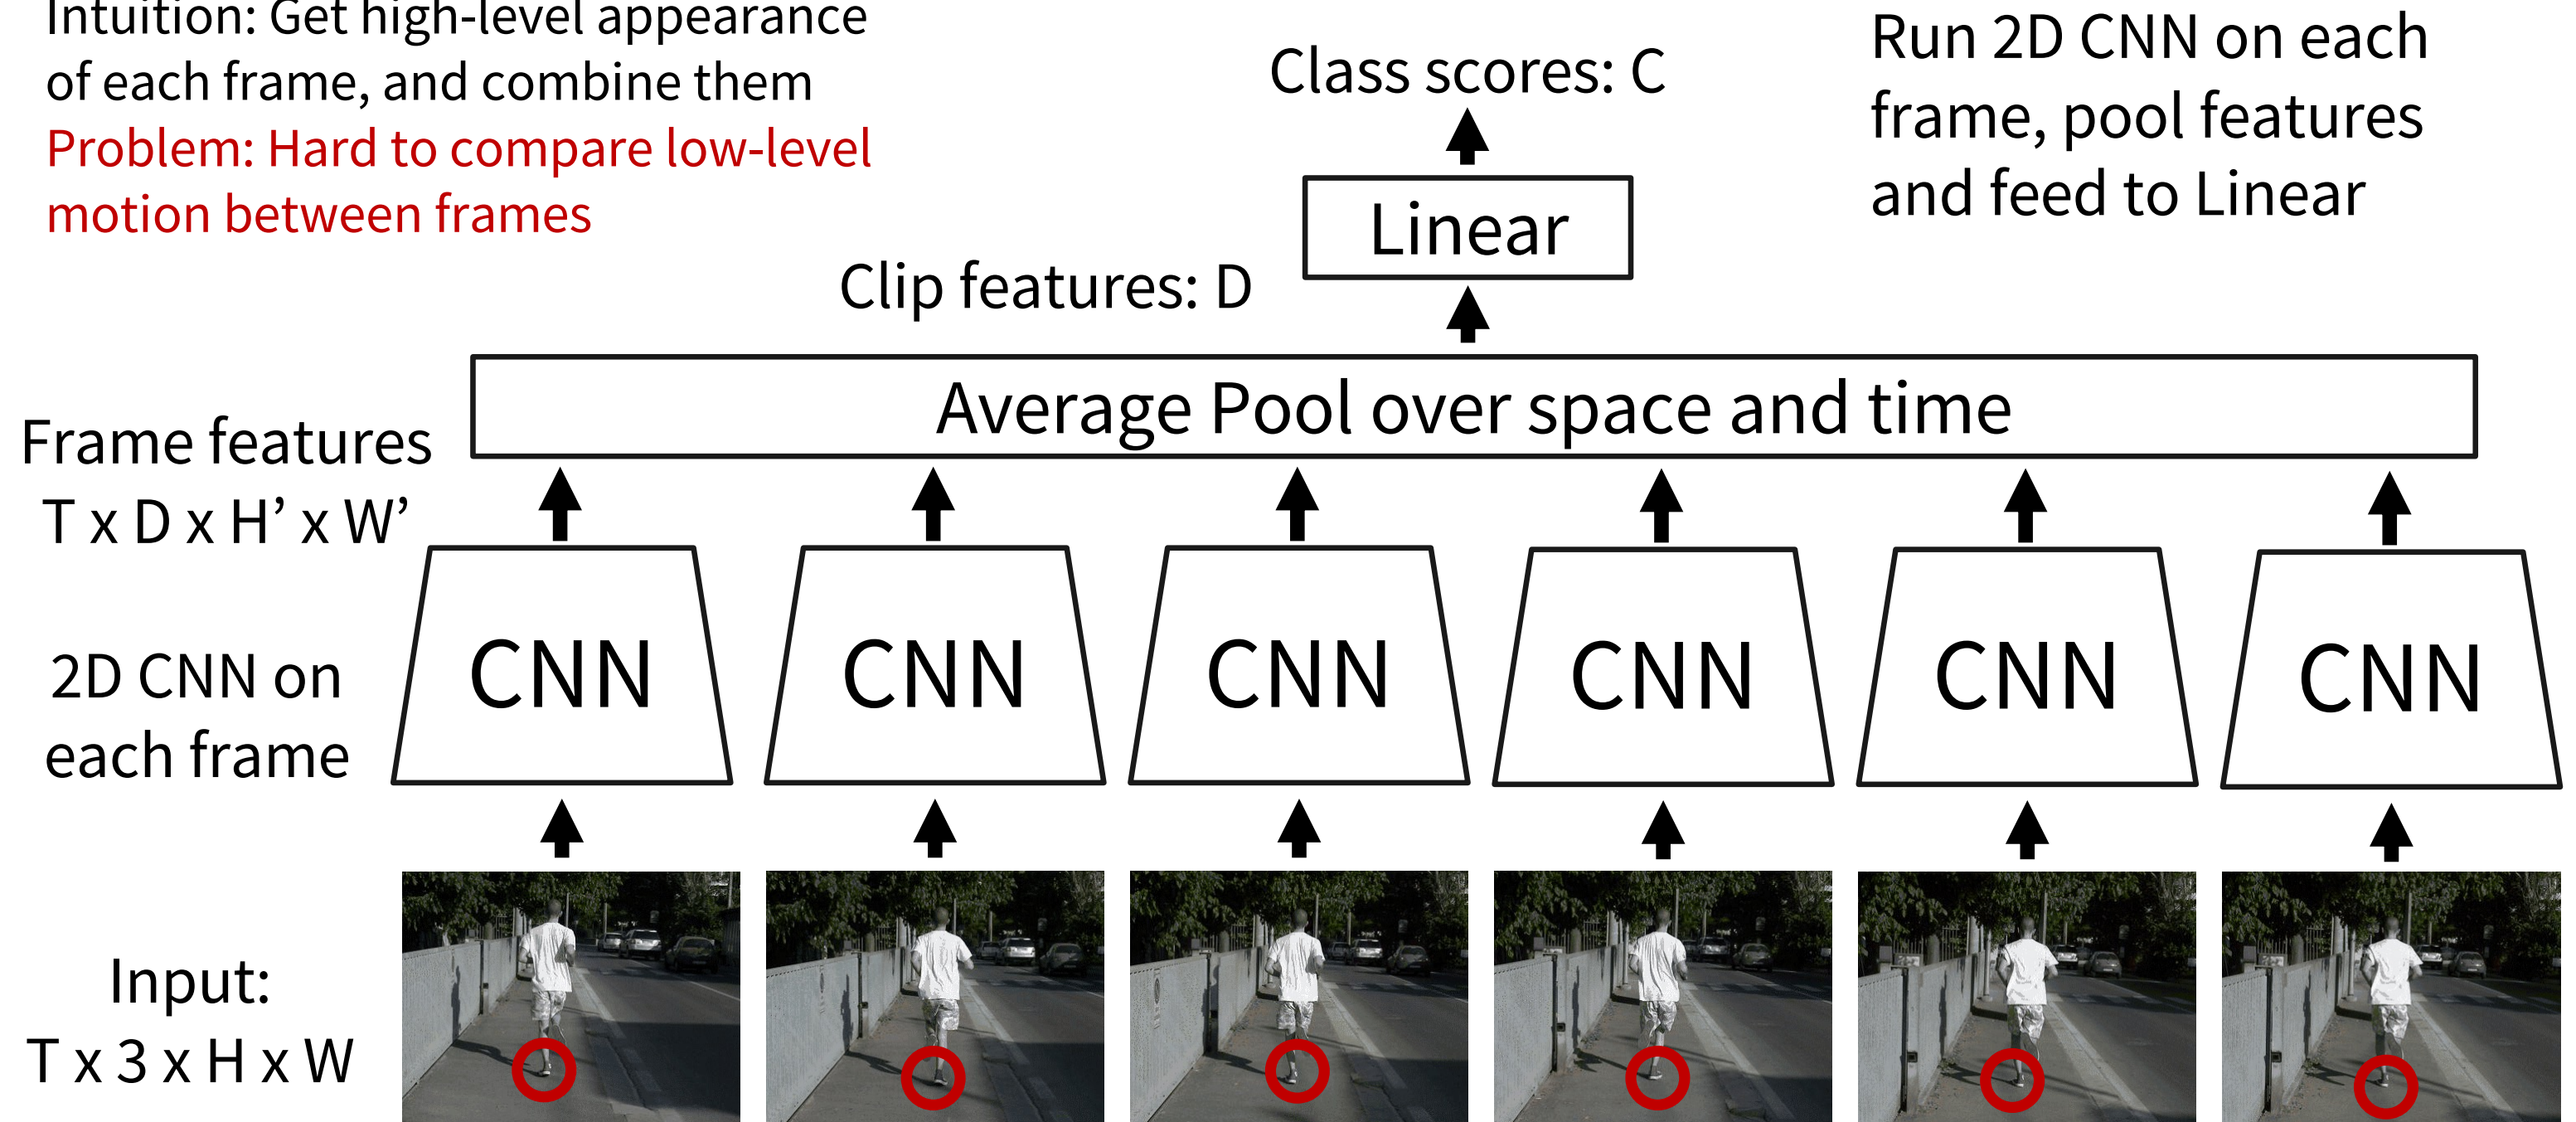 Intuition: Get high-level appearance
of each frame, and combine them
Problem: Hard to compare low-level
motion between frames
Class scores: C
Run 2D CNN on each
frame, pool features
and feed to Linear
Linear
Clip features: D
Average Pool over space and time
Frame features
T x D x H’ x W’
CNN CNN CNN CNN CNN CNN
2D CNN on
each frame
Input:
T x 3 x H x W